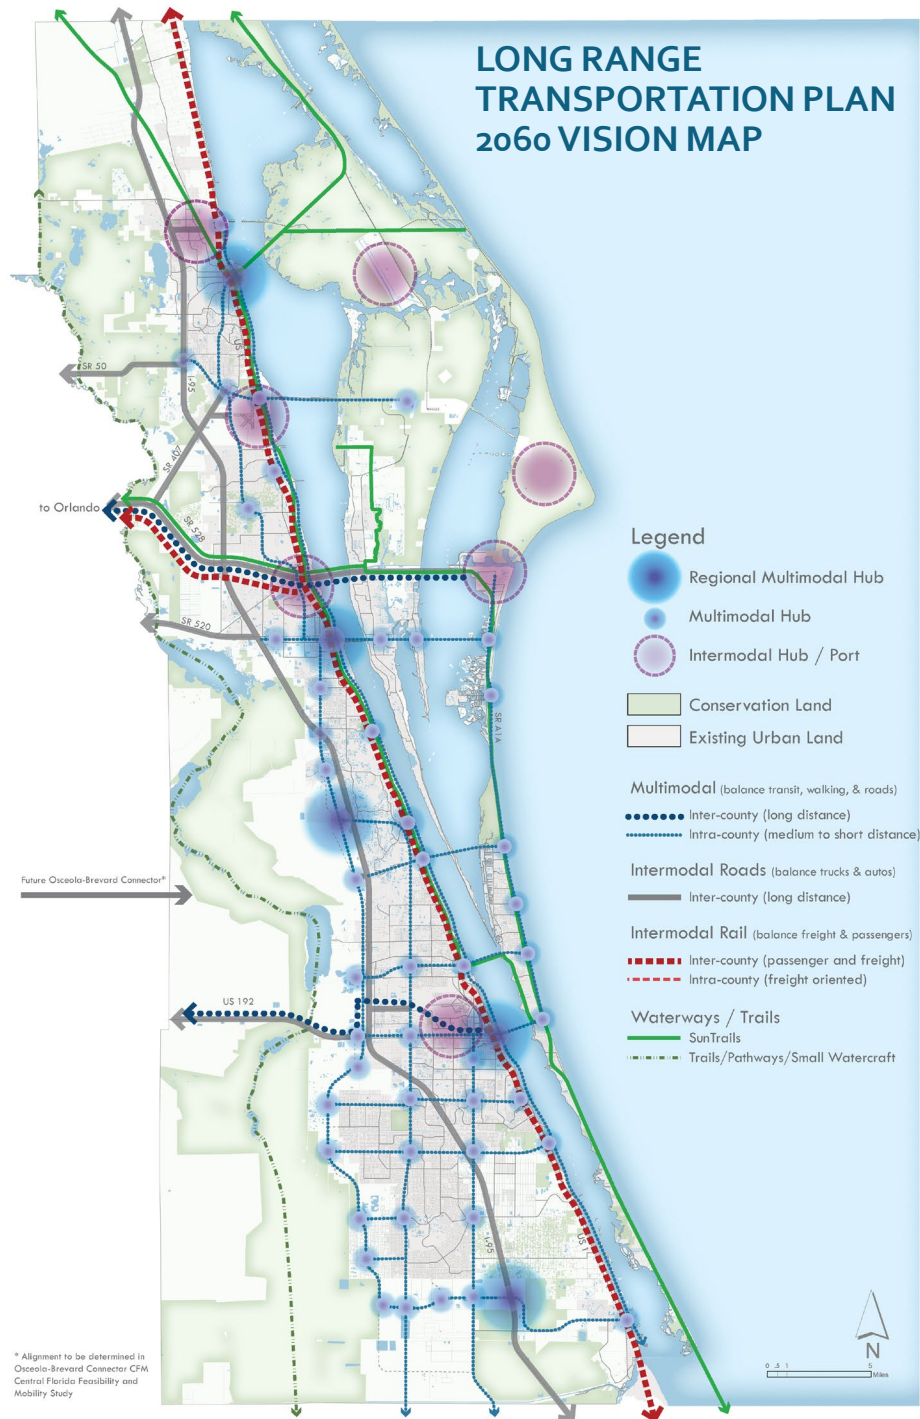 LONG RANGE
TRANSPORTATION PLAN
2060 VISION MAP
US 1
SR 50
I-95
SR 407
to Orlando
SR 528
SR 520
SR A1A
Legend
Regional Multimodal Hub
Multimodal Hub
Intermodal Hub / Port
Conservation Land
Existing Urban Land
Multimodal (balance transit, walking, & roads)
Inter-county (long distance)
Intra-county (medium to short distance)
Intermodal Roads (balance trucks & autos)
Inter-county (long distance)
Intermodal Rail (balance freight & passengers)
Inter-county (passenger and freight)
Intra-county (freight oriented)
Waterways / Trails
SunTrails
Trails/Pathways/Small Watercraft
Future Osceola-Brevard Connector*
US 192
I-95
US 1
* Alignment to be determined in
Osceola-Brevard Connector CFM
Central Florida Feasibility and
Mobility Study
N
0 .5 1 5
Miles